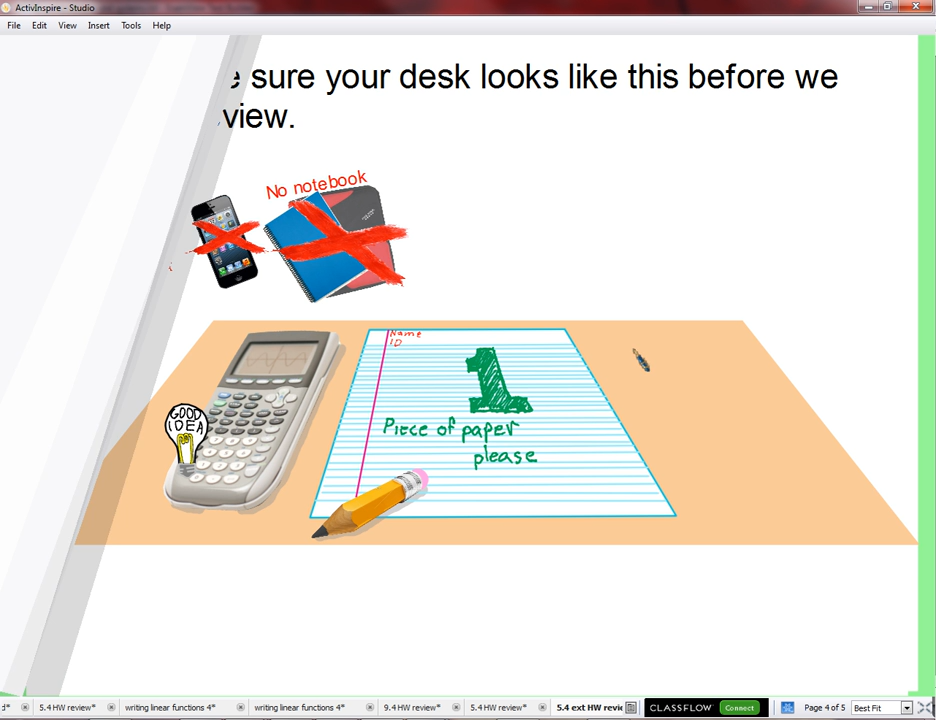 ActivInspire - Studio
File Edit View Insert Tools Help
e sure your desk looks like this before we
view.
No notebook
Name
ID
1
Piece of paper
please
GOOD
IDEA
d* 5.4 HW review* writing linear functions 4* writing linear functions 4* 9.4 HW review* 5.4 HW review* 5.4 ext HW revie CLASSFLOW Connect Page 4 of 5 Best Fit